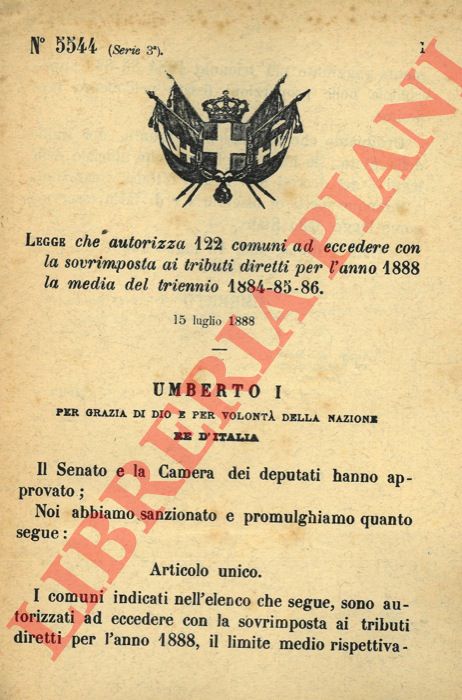 N° 5544 (Serie 3ª). 1
LEGGE che autorizza 122 comuni ad eccedere con
la sovrimposta ai tributi diretti per l'anno 1888
la media del triennio 1884-85-86.
15 luglio 1888
UMBERTO I
PER GRAZIA DI DIO E PER VOLONTÀ DELLA NAZIONE
RE D'ITALIA
Il Senato e la Camera dei deputati hanno ap-
provato;
Noi abbiamo sanzionato e promulghiamo quanto
segue:
Articolo unico.
I comuni indicati nell'elenco che segue, sono au-
torizzati ad eccedere con la sovrimposta ai tributi
diretti per l'anno 1888, il limite medio rispettiva-
LIBRERIA PIANI